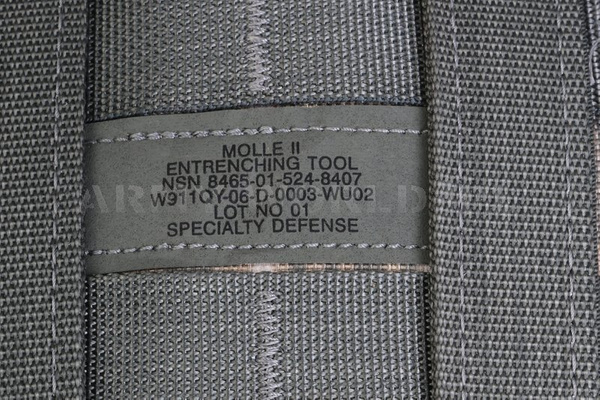 MOLLE II
ENTRENCHING TOOL
NSN 8465-01-524-8407
W911QY-06-D-0003-WU02
LOT NO 01
SPECIALTY DEFENSE